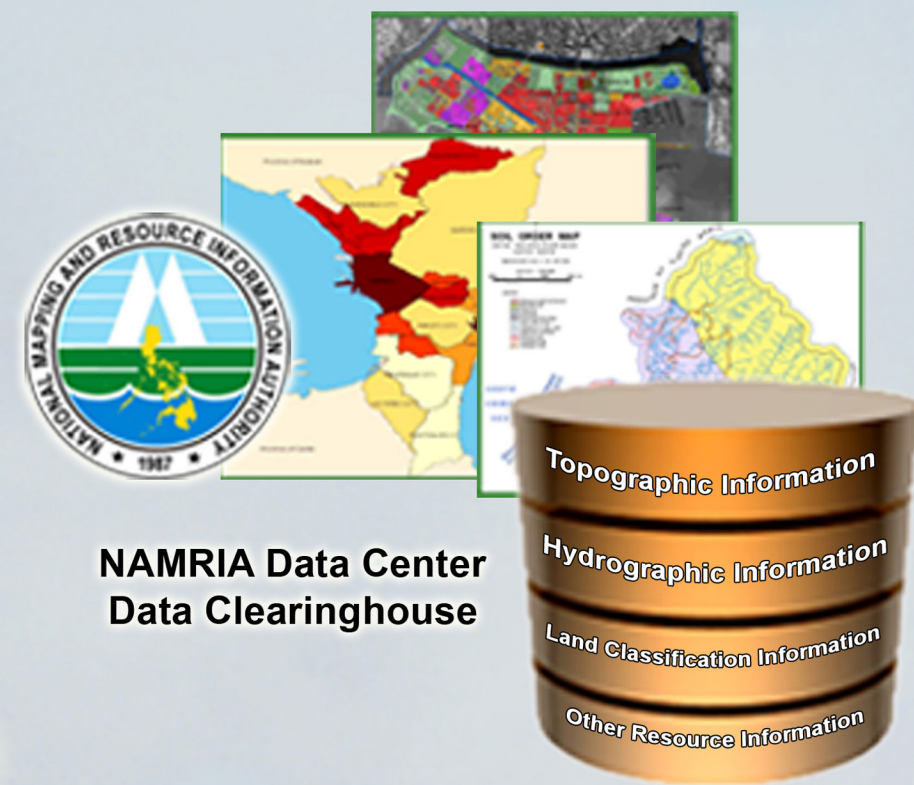 NATIONAL MAPPING AND RESOURCE INFORMATION AUTHORITY
1987
SOIL ORDER MAP
NAMRIA Data Center
Data Clearinghouse
Topographic Information
Hydrographic Information
Land Classification Information
Other Resource Information